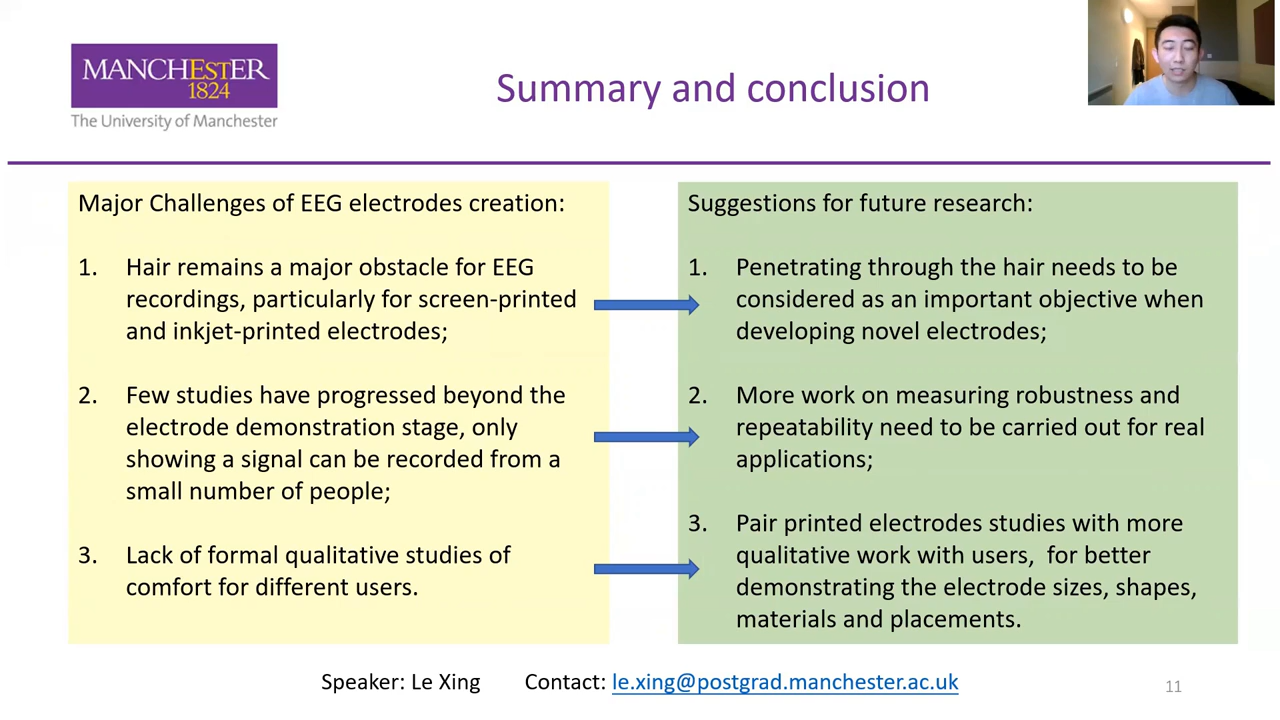 MANCHESTER
1824
The University of Manchester
Summary and conclusion
Major Challenges of EEG electrodes creation:
1. Hair remains a major obstacle for EEG
recordings, particularly for screen-printed
and inkjet-printed electrodes;
2. Few studies have progressed beyond the
electrode demonstration stage, only
showing a signal can be recorded from a
small number of people;
3. Lack of formal qualitative studies of
comfort for different users.
Suggestions for future research:
1. Penetrating through the hair needs to be
considered as an important objective when
developing novel electrodes;
2. More work on measuring robustness and
repeatability need to be carried out for real
applications;
3. Pair printed electrodes studies with more
qualitative work with users, for better
demonstrating the electrode sizes, shapes,
materials and placements.
Speaker: Le Xing Contact: le.xing@postgrad.manchester.ac.uk
11